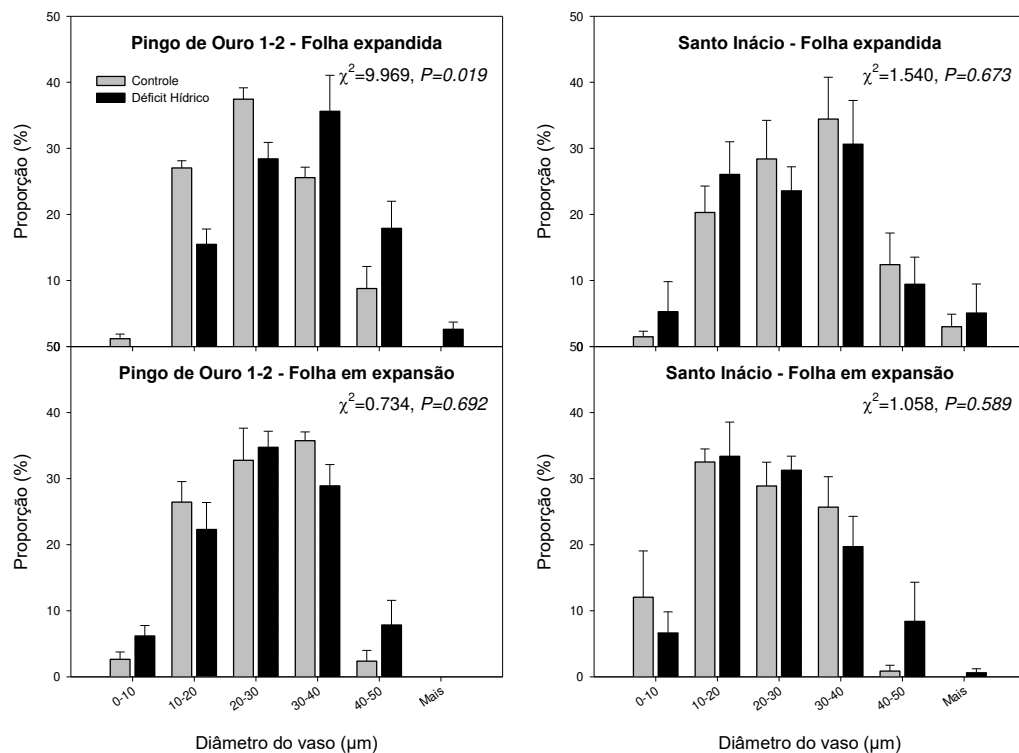 Pingo de Ouro 1-2 - Folha expandida
χ²=9.969, P=0.019
Controle
Déficit Hídrico
Proporção (%)
50
40
30
20
10
Santo Inácio - Folha expandida
χ²=1.540, P=0.673
Proporção (%)
50
40
30
20
10
Pingo de Ouro 1-2 - Folha em expansão
χ²=0.734, P=0.692
Proporção (%)
50
40
30
20
10
0
0-10
10-20
20-30
30-40
40-50
Mais
Diâmetro do vaso (µm)
Santo Inácio - Folha em expansão
χ²=1.058, P=0.589
Proporção (%)
50
40
30
20
10
0
0-10
10-20
20-30
30-40
40-50
Mais
Diâmetro do vaso (µm)